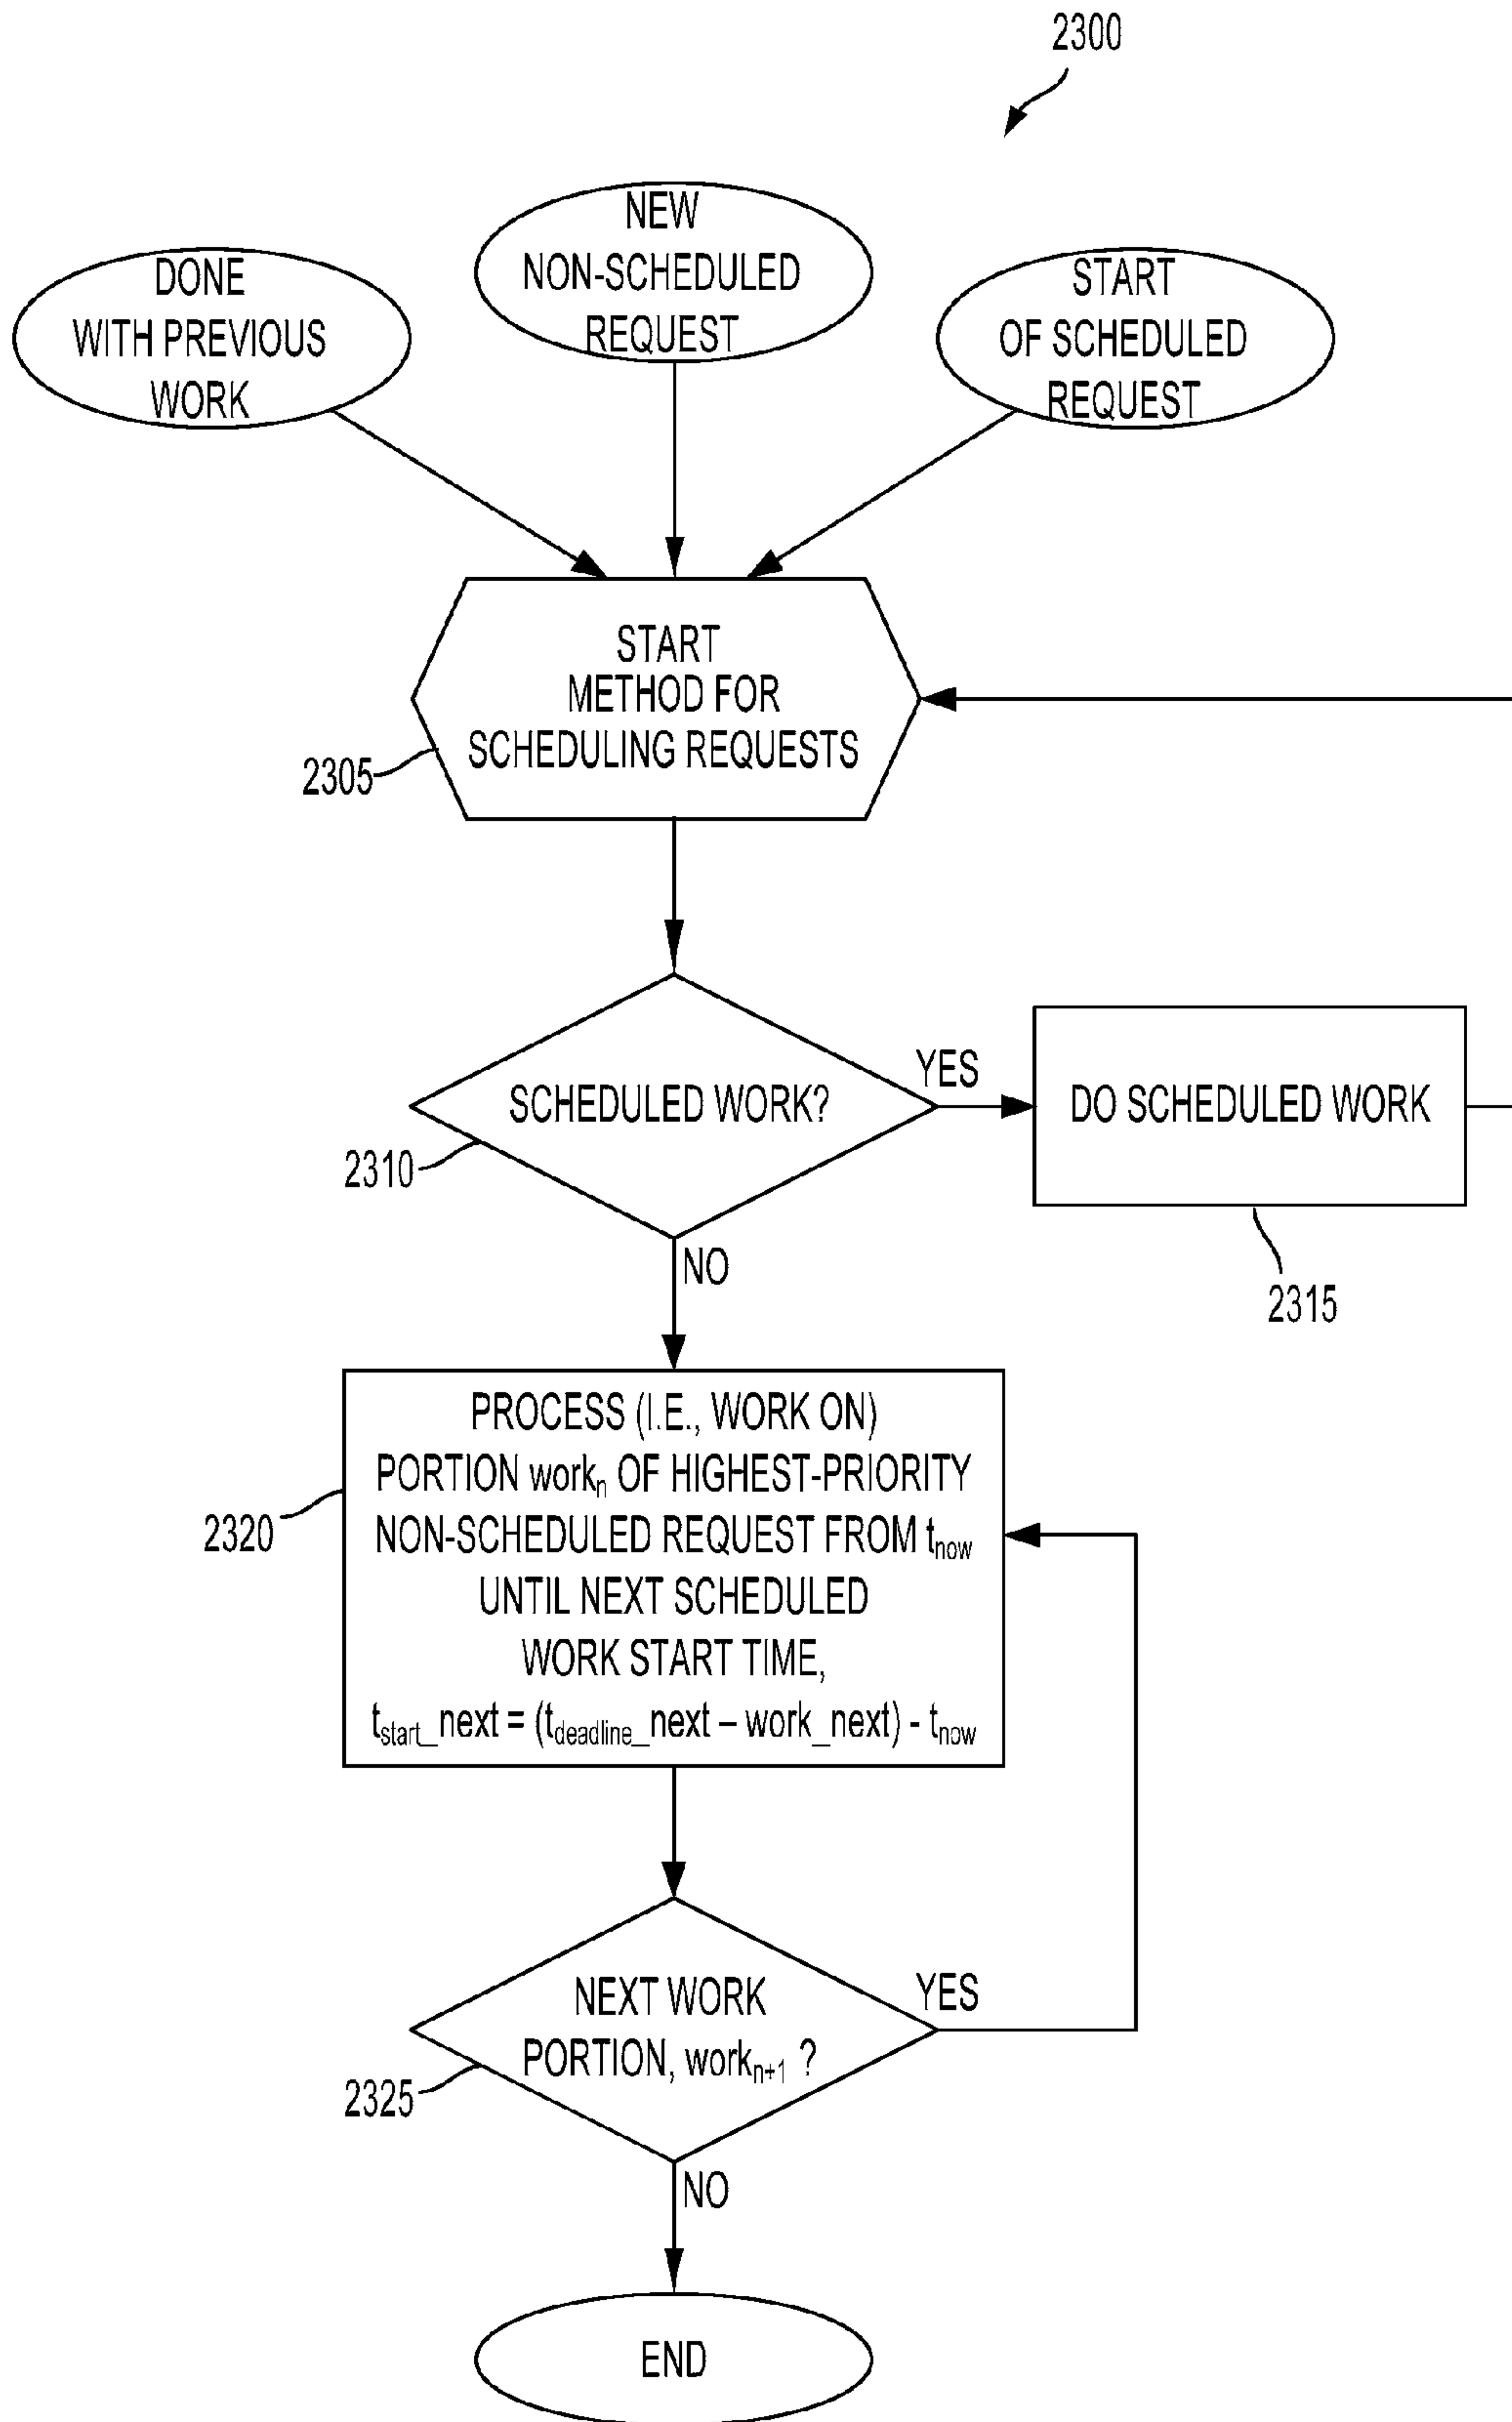 2300
NEW
NON-SCHEDULED
REQUEST
DONE
WITH PREVIOUS
WORK
START
OF SCHEDULED
REQUEST
START
METHOD FOR
SCHEDULING REQUESTS
2305
SCHEDULED WORK?
2310
YES
DO SCHEDULED WORK
2315
NO
PROCESS (I.E., WORK ON)
PORTION workn OF HIGHEST-PRIORITY
NON-SCHEDULED REQUEST FROM tnow
UNTIL NEXT SCHEDULED
WORK START TIME,
tstart_next = (tdeadline_next – work_next) - tnow
2320
NEXT WORK
PORTION, workn+1 ?
2325
YES
NO
END